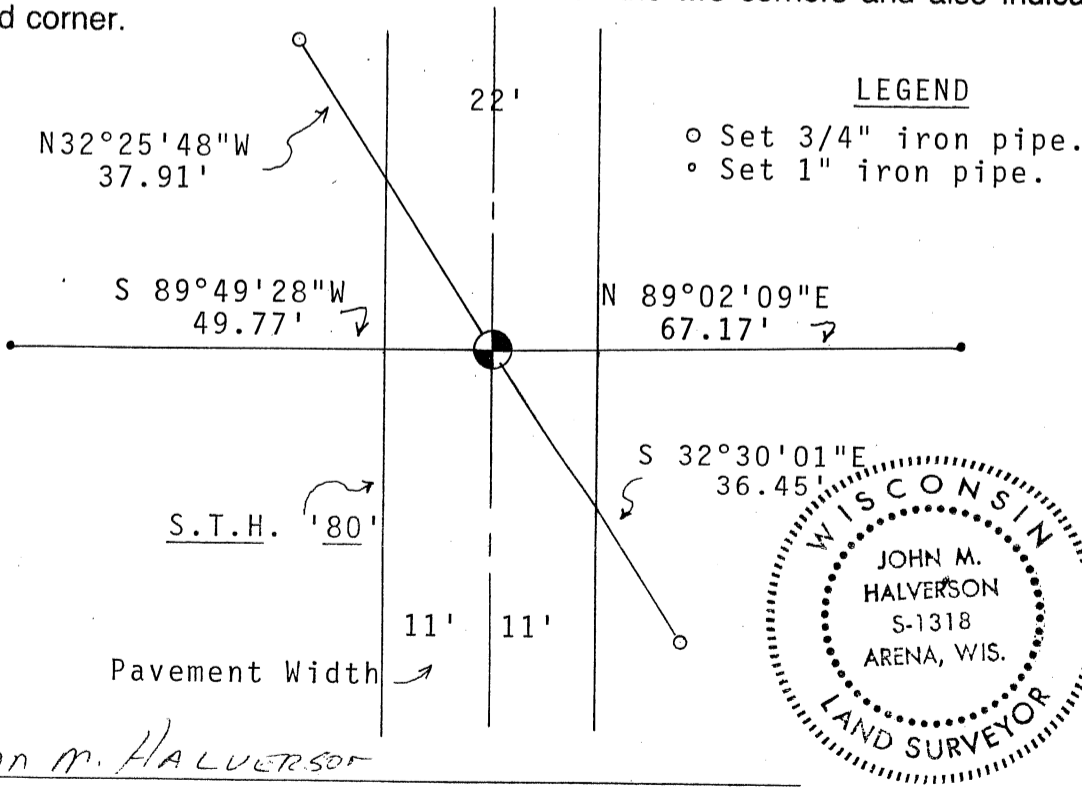 d corner.
22'
LEGEND
Set 3/4" iron pipe.
Set 1" iron pipe.
N32°25'48"W
37.91'
S 89°49'28"W
49.77'
N 89°02'09"E
67.17'
S 32°30'01"E
36.45'
S.T.H. '80'
11' 11'
Pavement Width
WISCONSIN
JOHN M.
HALVERSON
S-1318
ARENA, WIS.
LAND SURVEYOR
M. HALVERSON